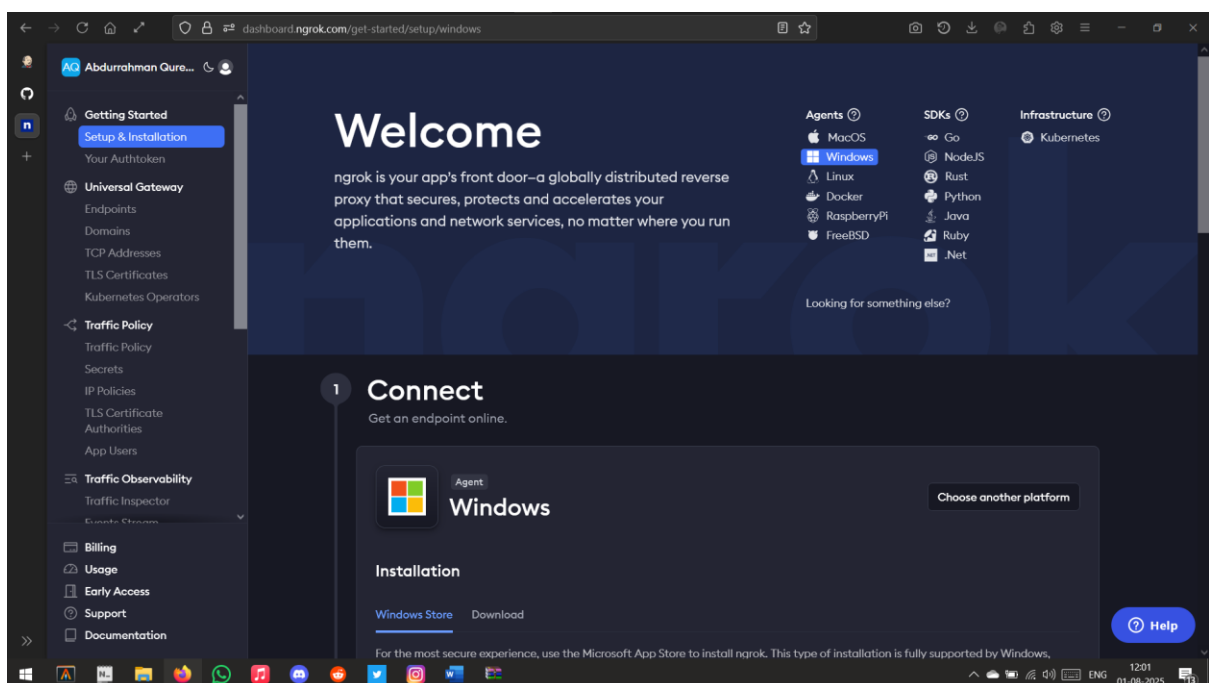 dashboard.ngrok.com/get-started/setup/windows
AQ Abdurrahman Qure...
n
Getting Started
Setup & Installation
Your Authtoken
Universal Gateway
Endpoints
Domains
TCP Addresses
TLS Certificates
Kubernetes Operators
Traffic Policy
Traffic Policy
Secrets
IP Policies
TLS Certificate
Authorities
App Users
Traffic Observability
Traffic Inspector
Events Stream
Billing
Usage
Early Access
Support
Documentation
ngrok
Welcome
ngrok is your app's front door—a globally distributed reverse
proxy that secures, protects and accelerates your
applications and network services, no matter where you run
them.
Agents
MacOS
Windows
Linux
Docker
RaspberryPi
FreeBSD
SDKs
Go
NodeJS
Rust
Python
Java
Ruby
.Net
Infrastructure
Kubernetes
Looking for something else?
1 Connect
Get an endpoint online.
Agent
Windows
Choose another platform
Installation
Windows Store Download
For the most secure experience, use the Microsoft App Store to install ngrok. This type of installation is fully supported by Windows,
Help
ENG
12:01
01-08-2025